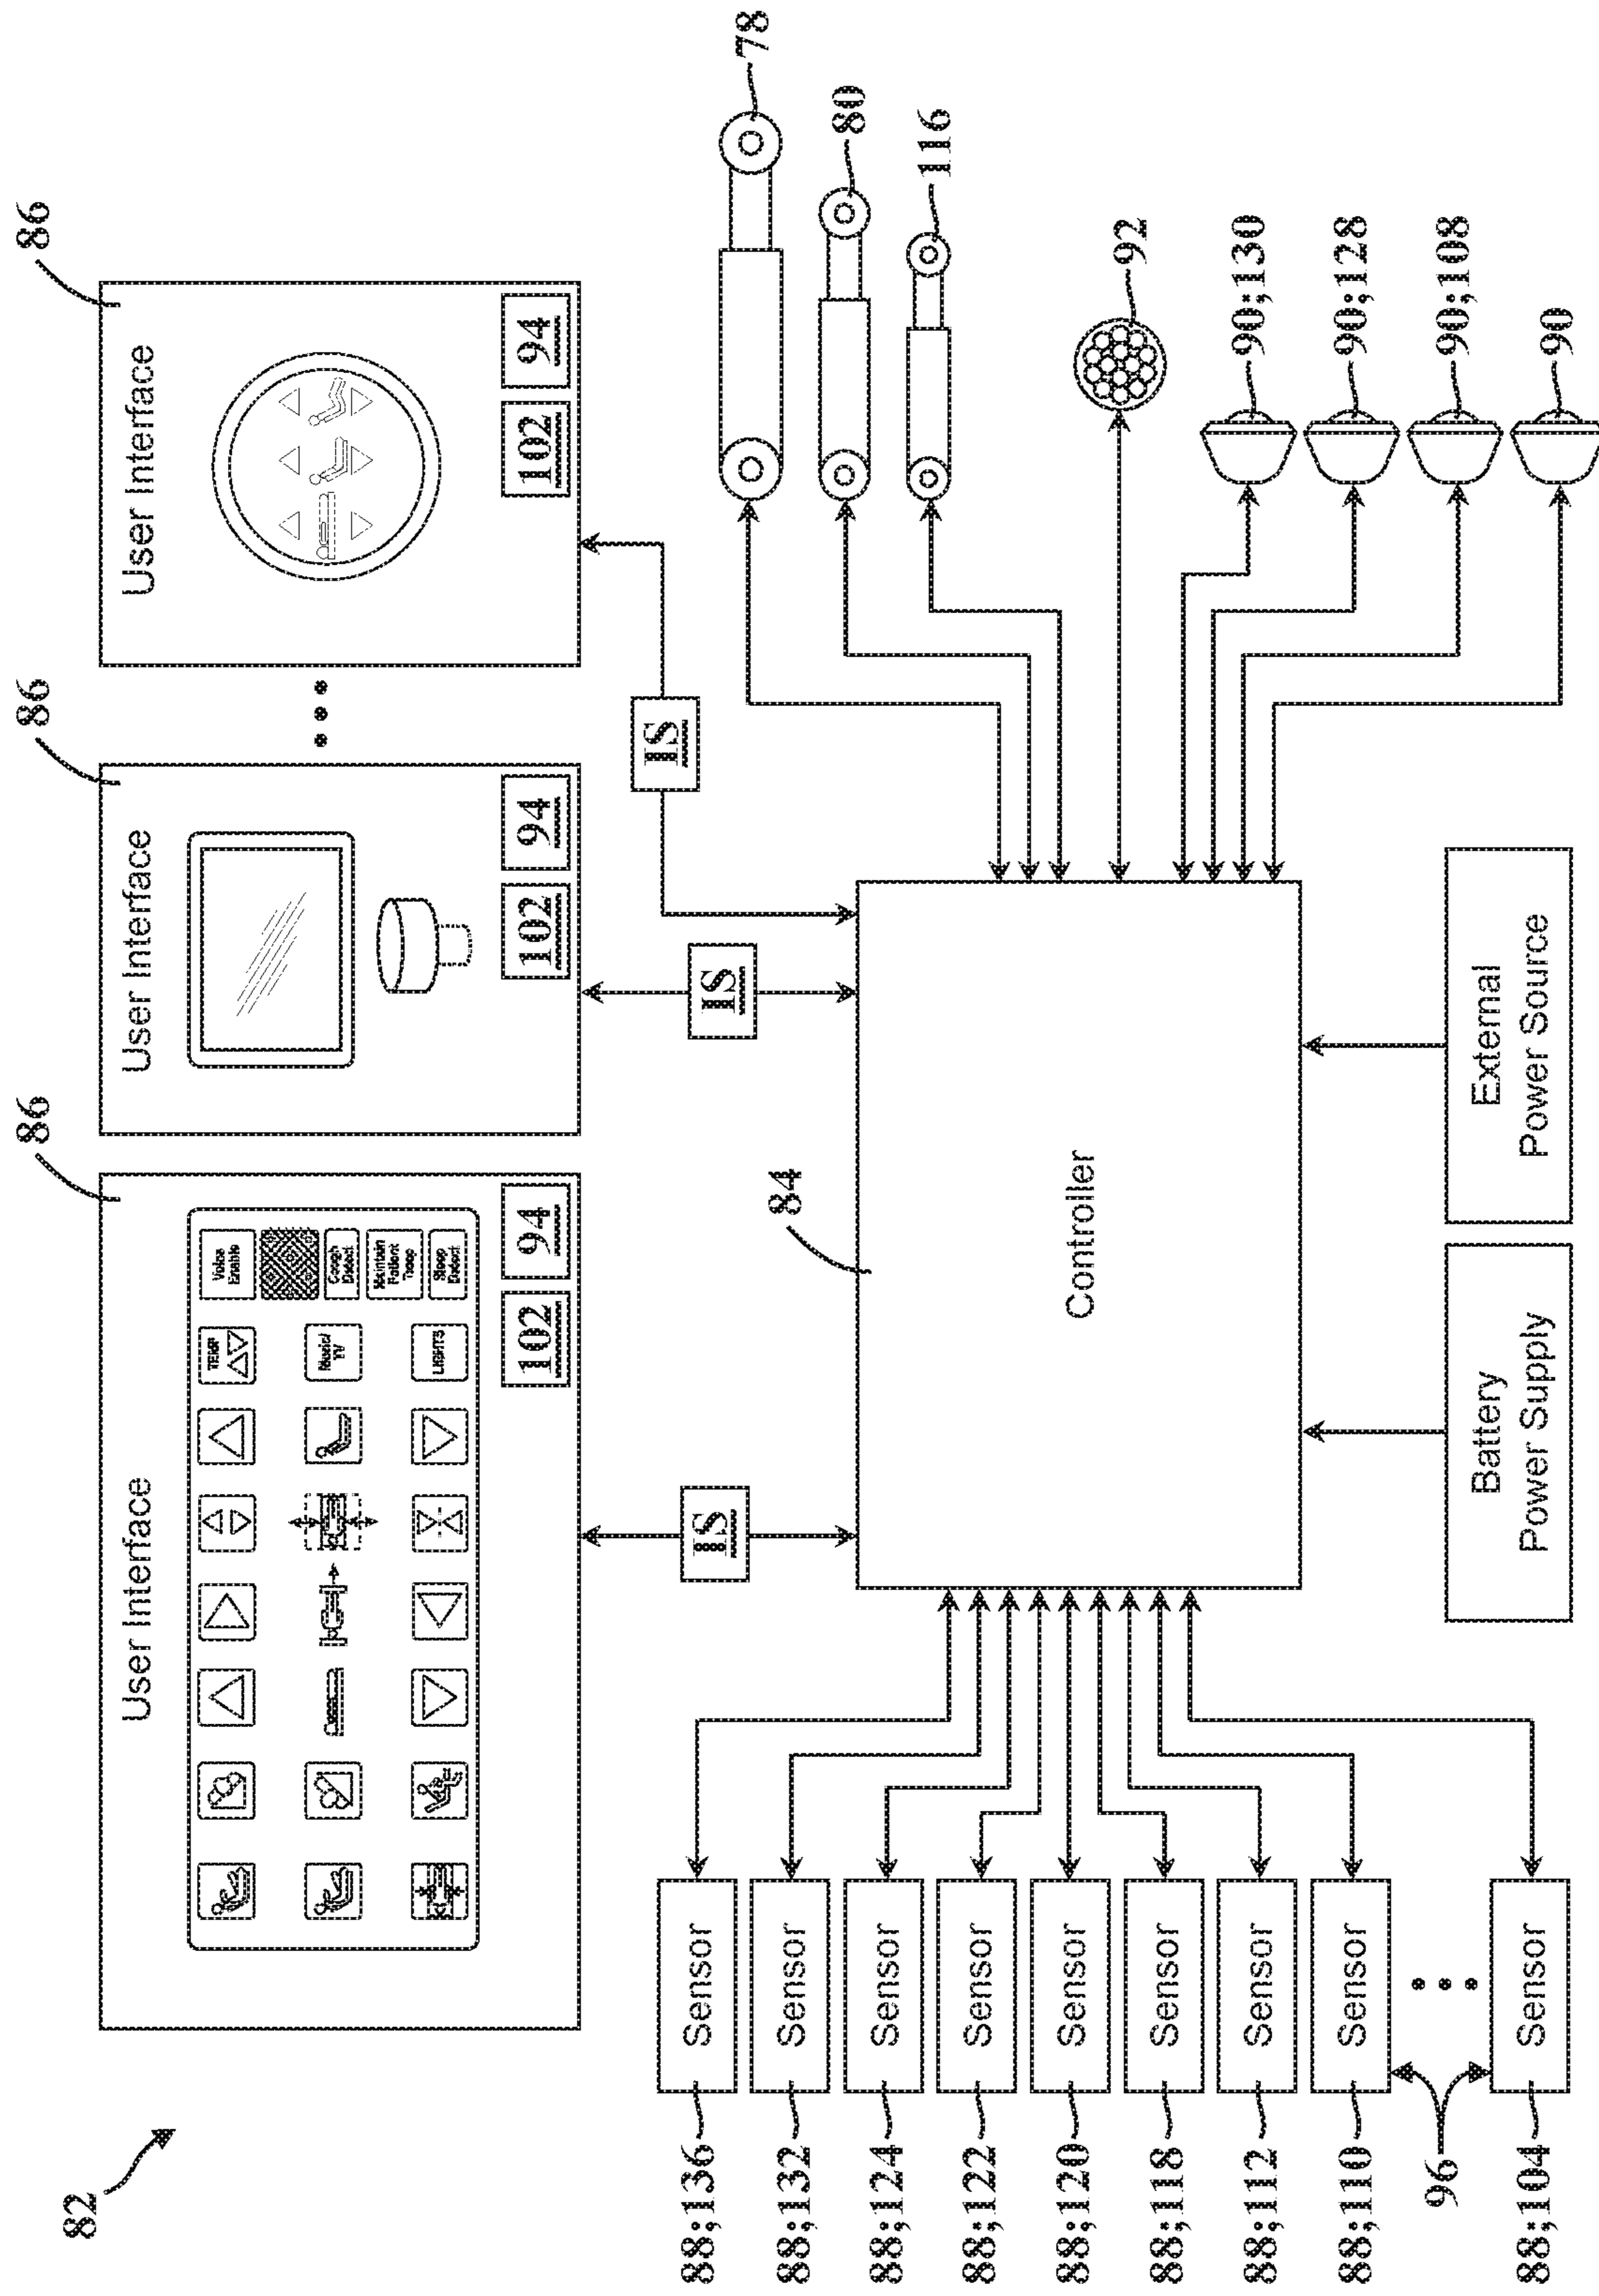 82
86
User Interface
Voice
Enable
Cough
Detect
Maintain
Patient
Temp
Sleep
Detect
TEMP
Music/
TV
LIGHTS
102
94
86
User Interface
102
94
86
User Interface
102
94
IS
IS
IS
84
Controller
88;136
Sensor
88;132
Sensor
88;124
Sensor
88;122
Sensor
88;120
Sensor
88;118
Sensor
88;112
Sensor
88;110
Sensor
96
88;104
Sensor
78
80
116
92
90;130
90;128
90;108
90
Battery
Power Supply
External
Power Source